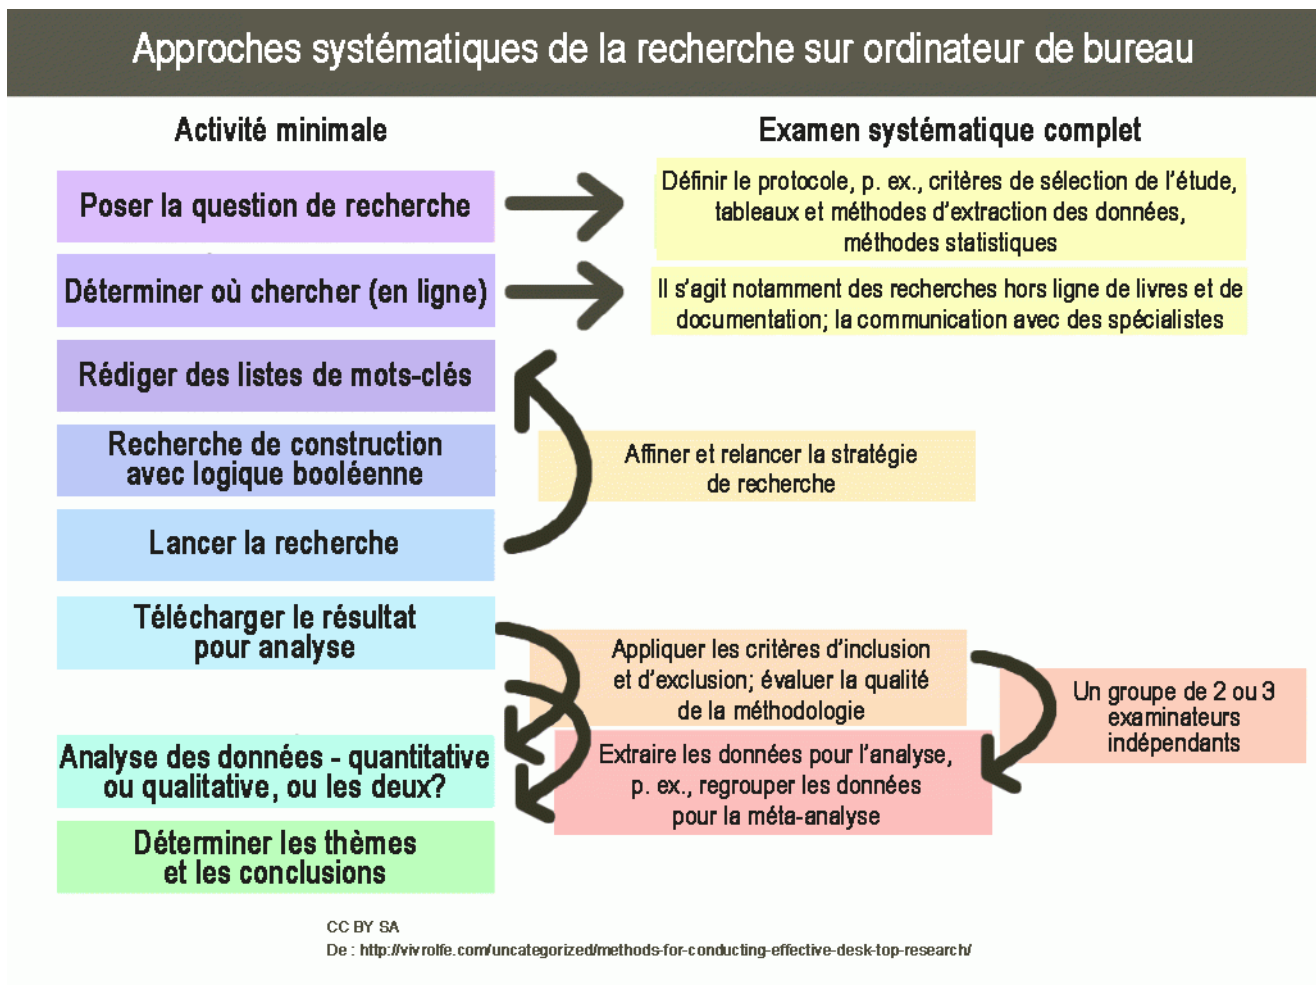 Approches systématiques de la recherche sur ordinateur de bureau
Activité minimale
Examen systématique complet
Poser la question de recherche
Définir le protocole, p. ex., critères de sélection de l'étude,
tableaux et méthodes d'extraction des données,
méthodes statistiques
Déterminer où chercher (en ligne)
Il s'agit notamment des recherches hors ligne de livres et de
documentation; la communication avec des spécialistes
Rédiger des listes de mots-clés
Recherche de construction
avec logique booléenne
Affiner et relancer la stratégie
de recherche
Lancer la recherche
Télécharger le résultat
pour analyse
Appliquer les critères d'inclusion
et d'exclusion; évaluer la qualité
de la méthodologie
Un groupe de 2 ou 3
examinateurs
indépendants
Analyse des données - quantitative
ou qualitative, ou les deux?
Extraire les données pour l'analyse,
p. ex., regrouper les données
pour la méta-analyse
Déterminer les thèmes
et les conclusions
CC BY SA
De : http://vivrolfe.com/uncategorized/methods-for-conducting-effective-desk-top-research/